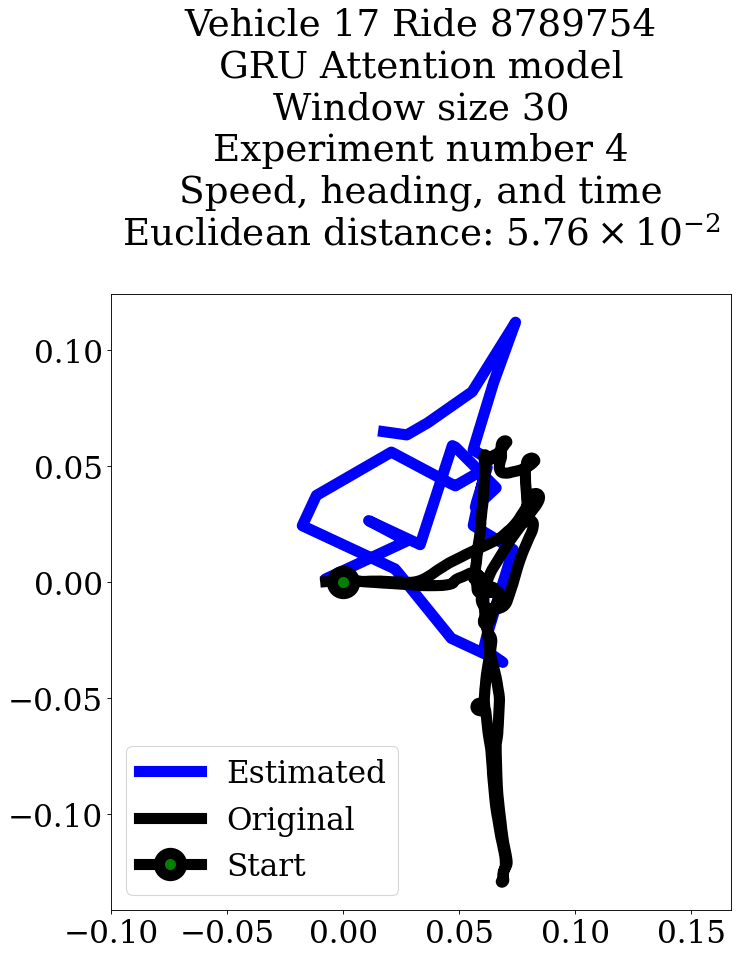 Vehicle 17 Ride 8789754
GRU Attention model
Window size 30
Experiment number 4
Speed, heading, and time
Euclidean distance: 5.76 × 10⁻²
0.10
0.05
0.00
−0.05
−0.10
Estimated
Original
Start
−0.10 −0.05 0.00 0.05 0.10 0.15